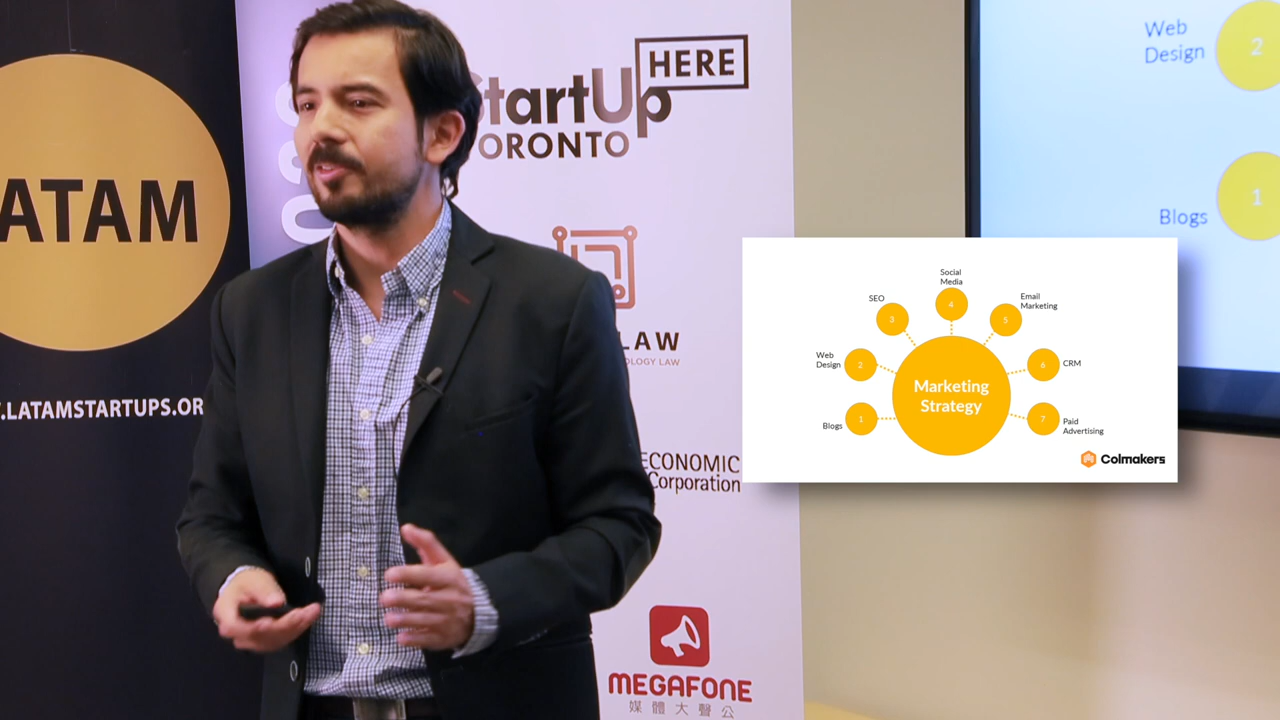 ATAM
.LATAMSTARTUPS.OR
StartUp
HERE
ORONTO
LAW
OLOGY LAW
ECONOMIC
Corporation
MEGAFONE
媒體大聲公
Web
Design
2
1
Blogs
Social
Media
4
SEO
3
Email
Marketing
5
Web
Design
2
6
CRM
Marketing
Strategy
Blogs
1
7
Paid
Advertising
Colmakers